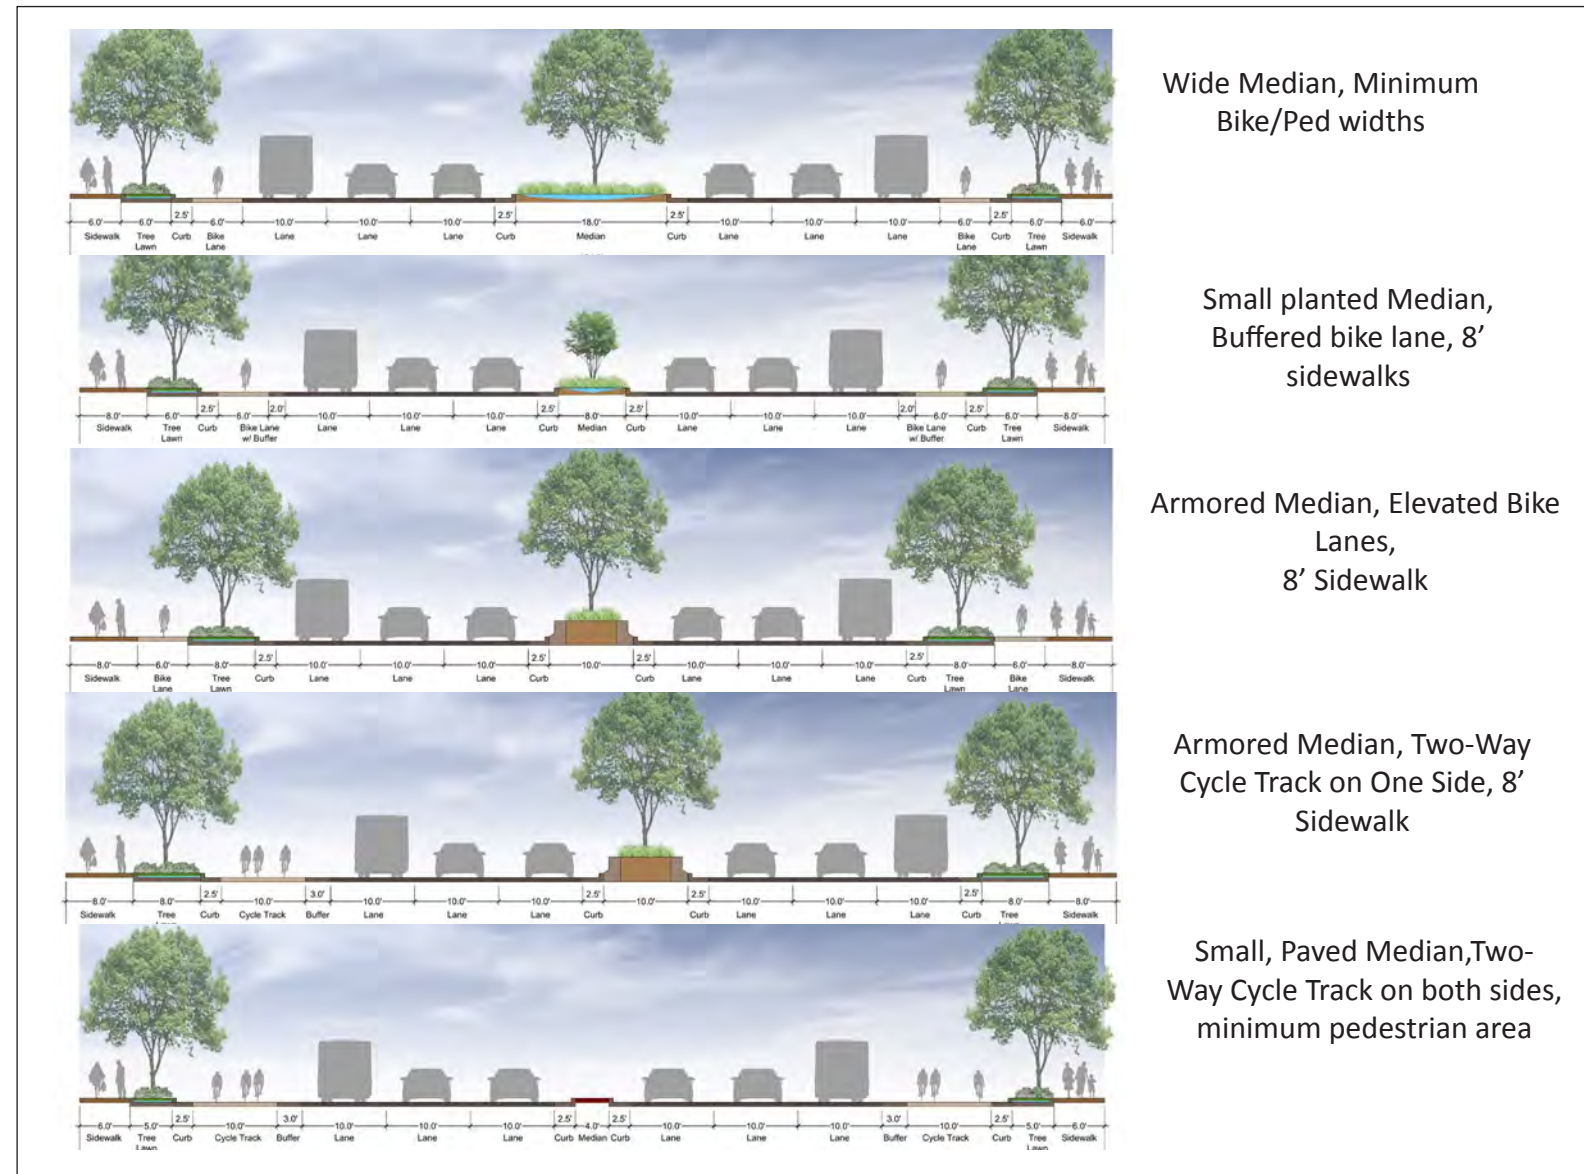 Wide Median, Minimum
Bike/Ped widths
6.0' 6.0' 2.5' 6.0' 10.0' 10.0' 10.0' 2.5' 18.0' 2.5' 10.0' 10.0' 10.0' 6.0' 2.5' 6.0' 6.0'
Sidewalk Tree Curb Bike Lane Lane Lane Curb Median Curb Lane Lane Lane Bike Curb Tree Sidewalk
Lawn Lane Lane Lawn
Small planted Median,
Buffered bike lane, 8’
sidewalks
8.0' 6.0' 2.5' 6.0' 2.0' 10.0' 10.0' 10.0' 2.5' 8.0' 2.5' 10.0' 10.0' 10.0' 2.0' 6.0' 2.5' 6.0' 8.0'
Sidewalk Tree Curb Bike Lane Lane Lane Lane Curb Median Curb Lane Lane Lane Bike Lane Curb Tree Sidewalk
Lawn w/ Buffer w/ Buffer Lawn
Armored Median, Elevated Bike
Lanes,
8’ Sidewalk
8.0' 6.0' 8.0' 2.5' 10.0' 10.0' 10.0' 2.5' 10.0' 2.5' 10.0' 10.0' 10.0' 2.5' 8.0' 6.0' 8.0'
Sidewalk Bike Tree Curb Lane Lane Lane Curb Curb Lane Lane Lane Curb Tree Bike Sidewalk
Lane Lawn Lawn Lane
Armored Median, Two-Way
Cycle Track on One Side, 8’
Sidewalk
8.0' 8.0' 2.5' 10.0' 3.0' 10.0' 10.0' 10.0' 2.5' 10.0' 2.5' 10.0' 10.0' 10.0' 2.5' 8.0' 8.0'
Sidewalk Tree Curb Cycle Track Buffer Lane Lane Lane Curb Curb Lane Lane Lane Curb Tree Sidewalk
Small, Paved Median,Two-
Way Cycle Track on both sides,
minimum pedestrian area
6.0' 5.0' 2.5' 10.0' 3.0' 10.0' 10.0' 10.0' 2.5' 4.0' 2.5' 10.0' 10.0' 10.0' 3.0' 10.0' 2.5' 5.0' 6.0'
Sidewalk Tree Curb Cycle Track Buffer Lane Lane Lane Curb Median Curb Lane Lane Lane Buffer Cycle Track Curb Tree Sidewalk
Lawn Lawn